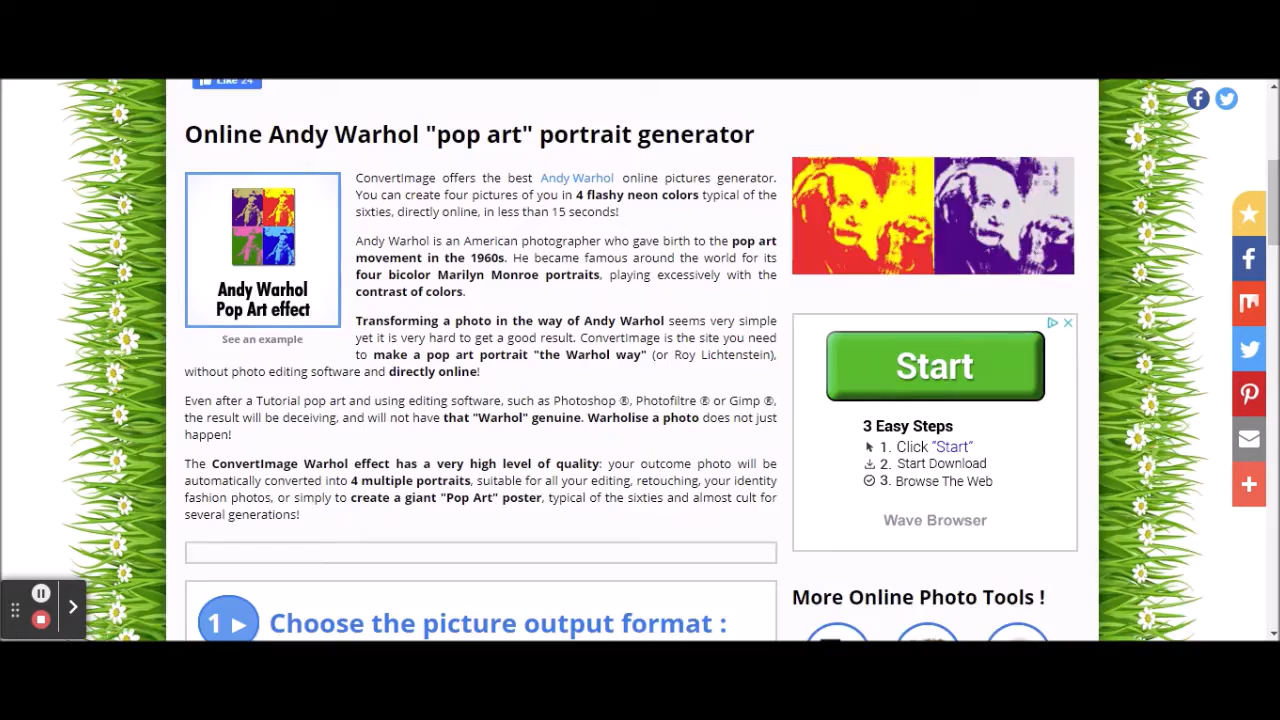 Like 24
Online Andy Warhol "pop art" portrait generator
Andy Warhol
Pop Art effect
See an example
ConvertImage offers the best Andy Warhol online pictures generator.
You can create four pictures of you in 4 flashy neon colors typical of the
sixties, directly online, in less than 15 seconds!
Andy Warhol is an American photographer who gave birth to the pop art
movement in the 1960s. He became famous around the world for its
four bicolor Marilyn Monroe portraits, playing excessively with the
contrast of colors.
Transforming a photo in the way of Andy Warhol seems very simple
yet it is very hard to get a good result. ConvertImage is the site you need
to make a pop art portrait "the Warhol way" (or Roy Lichtenstein),
without photo editing software and directly online!
Even after a Tutorial pop art and using editing software, such as Photoshop ®, Photofiltre ® or Gimp ®,
the result will be deceiving, and will not have that "Warhol" genuine. Warholise a photo does not just
happen!
The ConvertImage Warhol effect has a very high level of quality: your outcome photo will be
automatically converted into 4 multiple portraits, suitable for all your editing, retouching, your identity
fashion photos, or simply to create a giant "Pop Art" poster, typical of the sixties and almost cult for
several generations!
1 Choose the picture output format :
Start
3 Easy Steps
1. Click "Start"
2. Start Download
3. Browse The Web
Wave Browser
More Online Photo Tools !